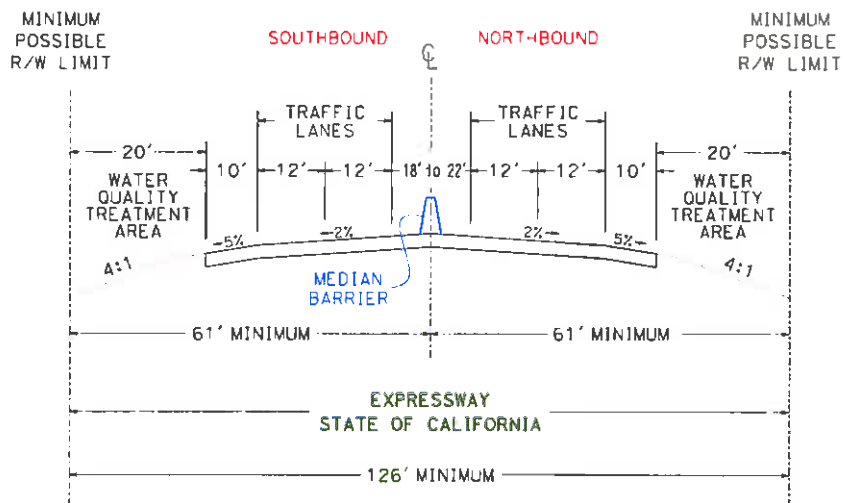 MINIMUM
POSSIBLE
R/W LIMIT
SOUTHBOUND
℄
NORTHBOUND
MINIMUM
POSSIBLE
R/W LIMIT
TRAFFIC
LANES
TRAFFIC
LANES
20'
10'
12'
12'
18' to 22'
12'
12'
10'
20'
WATER
QUALITY
TREATMENT
AREA
WATER
QUALITY
TREATMENT
AREA
5%
2%
2%
5%
4:1
4:1
MEDIAN
BARRIER
61' MINIMUM
61' MINIMUM
EXPRESSWAY
STATE OF CALIFORNIA
126' MINIMUM